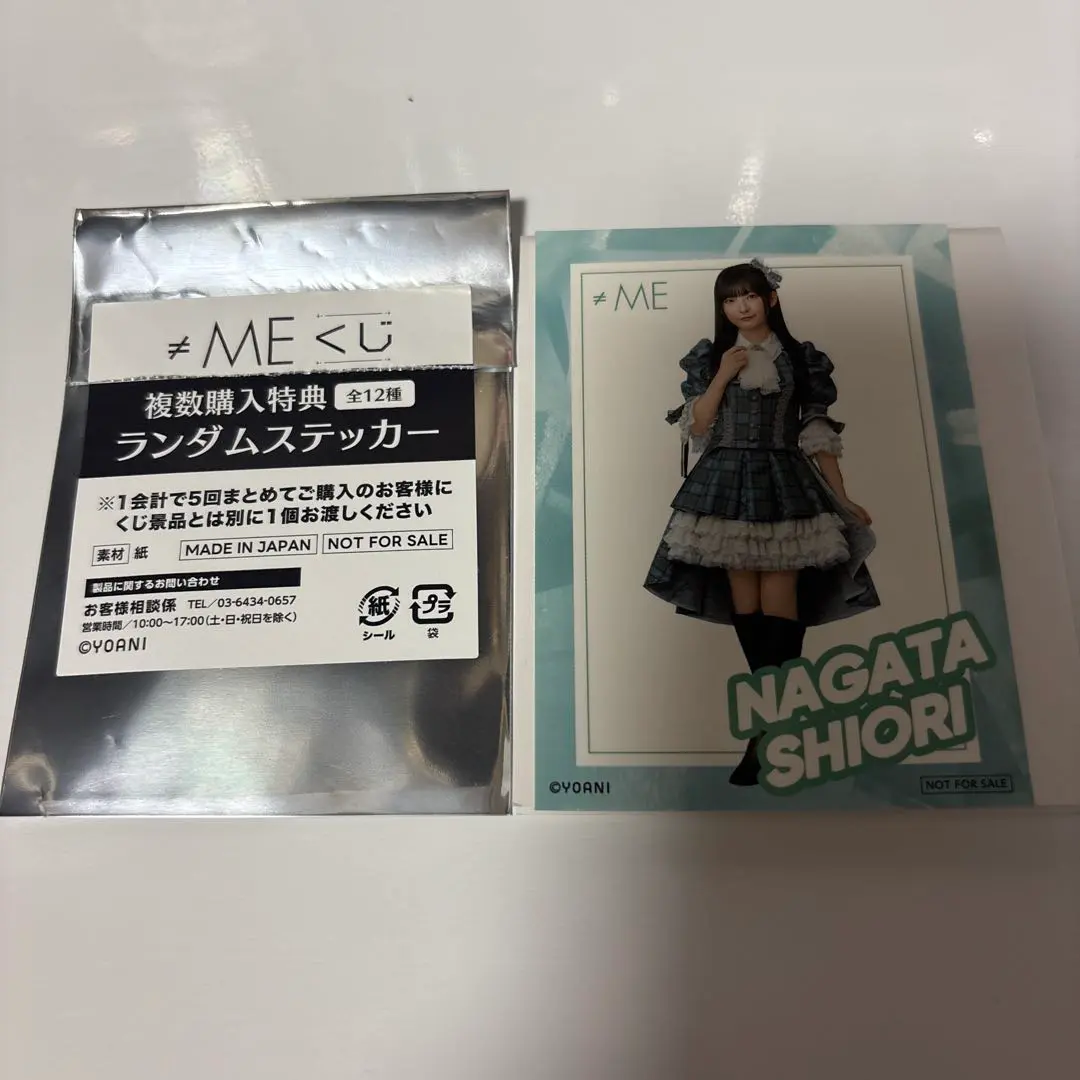 ≠ME くじ
複数購入特典 全12種
ランダムステッカー
※1会計で5回まとめてご購入のお客様に
くじ景品とは別に1個お渡しください
素材 紙 MADE IN JAPAN NOT FOR SALE
製品に関するお問い合わせ
お客様相談係 TEL/03-6434-0657
営業時間/10:00~17:00(土・日・祝日を除く)
©YOANI
紙
シール
プラ
袋
≠ME
NAGATA
SHIORI
©YOANI
NOT FOR SALE